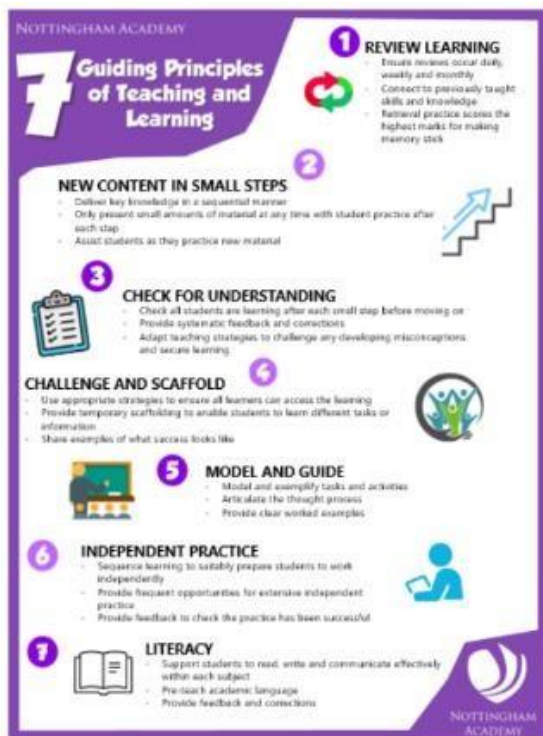 NOTTINGHAM ACADEMY
7 Guiding Principles
of Teaching and
Learning
1
REVIEW LEARNING
- Ensure reviews occur daily,
weekly and monthly
- Connect to previously taught
skills and knowledge
- Retrieval practice scores the
highest marks for making
memory stick
2
NEW CONTENT IN SMALL STEPS
- Deliver key knowledge in a sequential manner
- Only present small amounts of material at any time with student practice after
each step
- Assist students as they practice new material
3
CHECK FOR UNDERSTANDING
- Check all students are learning after each small step before moving on
- Provide systematic feedback and corrections
- Adapt teaching strategies to challenge any developing misconceptions
and secure learning.
4
CHALLENGE AND SCAFFOLD
- Use appropriate strategies to ensure all learners can access the learning
- Provide temporary scaffolding to enable students to learn different tasks or
information
- Share examples of what success looks like
5
MODEL AND GUIDE
- Model and exemplify tasks and activities
- Articulate the thought process
- Provide clear worked examples
6
INDEPENDENT PRACTICE
- Sequence learning to suitably prepare students to work
independently
- Provide frequent opportunities for extensive independent
practice
- Provide feedback to check the practice has been successful
7
LITERACY
- Support students to read, write and communicate effectively
within each subject
- Pre-teach academic language
- Provide feedback and corrections
NOTTINGHAM
ACADEMY